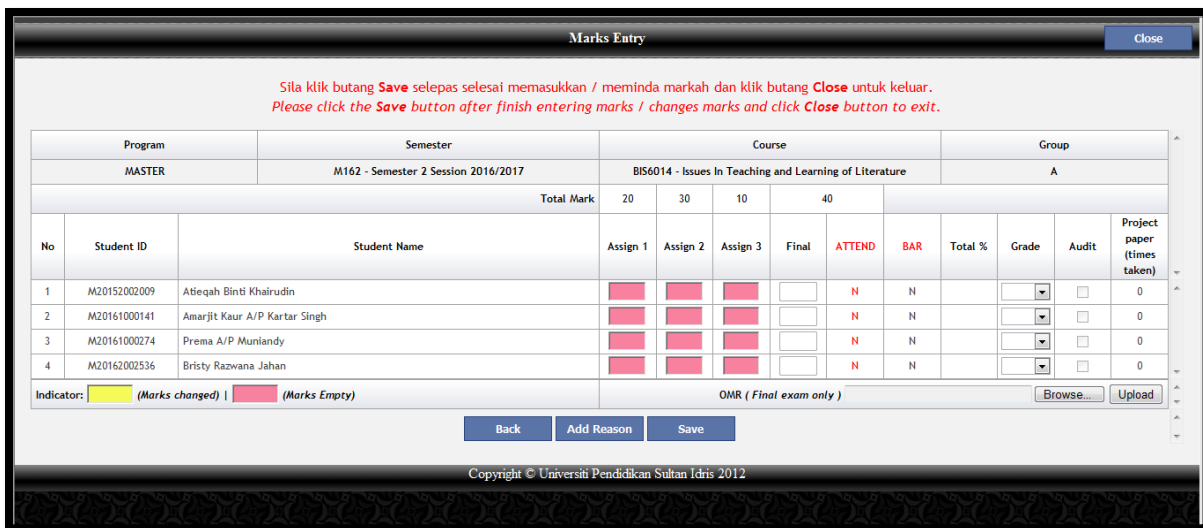 Marks Entry
Close
Sila klik butang Save selepas selesai memasukkan / meminda markah dan klik butang Close untuk keluar.
Please click the Save button after finish entering marks / changes marks and click Close button to exit.
Program Semester Course Group
MASTER M162 - Semester 2 Session 2016/2017 BIS6014 - Issues In Teaching and Learning of Literature A
Total Mark 20 30 10 40
No Student ID Student Name Assign 1 Assign 2 Assign 3 Final ATTEND BAR Total % Grade Audit Project paper (times taken)
1 M20152002009 Atieqah Binti Khairudin N N 0
2 M20161000141 Amarjit Kaur A/P Kartar Singh N N 0
3 M20161000274 Prema A/P Muniandy N N 0
4 M20162002536 Bristy Razwana Jahan N N 0
Indicator: (Marks changed) | (Marks Empty) OMR ( Final exam only ) Browse... Upload
Back Add Reason Save
Copyright © Universiti Pendidikan Sultan Idris 2012